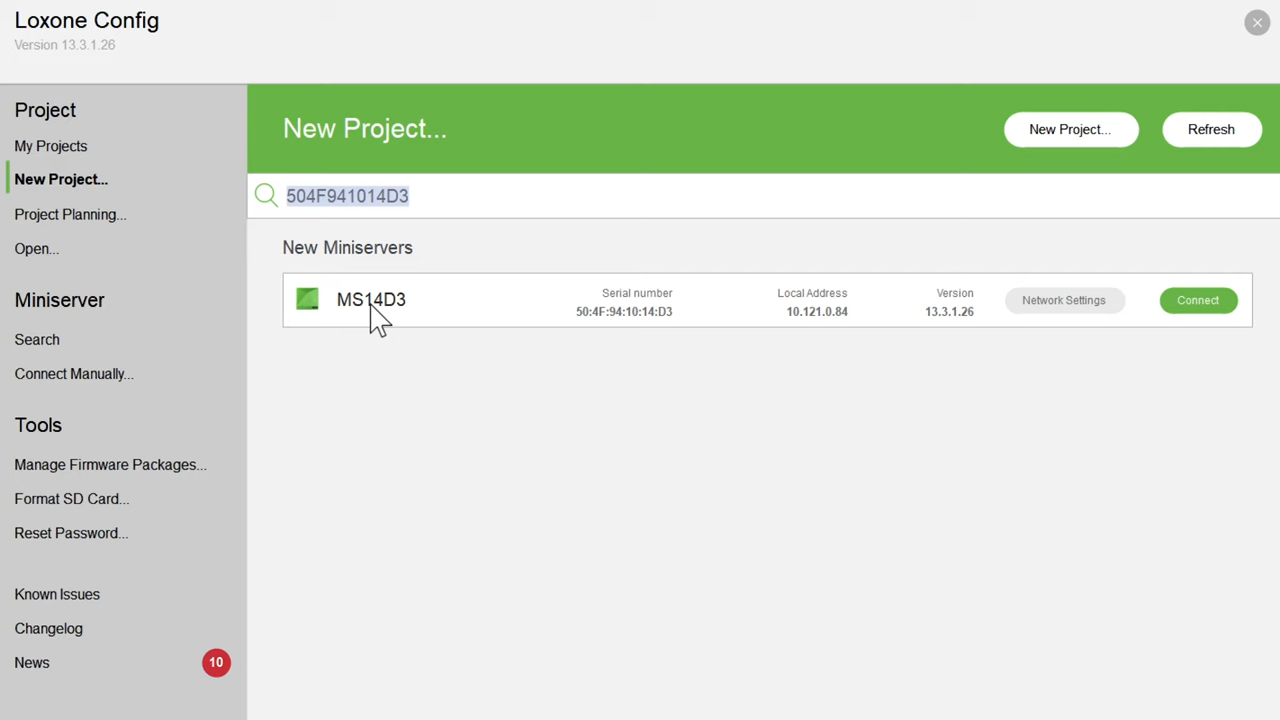 Loxone Config
Version 13.3.1.26
Project
My Projects
New Project...
Project Planning...
Open...
Miniserver
Search
Connect Manually...
Tools
Manage Firmware Packages...
Format SD Card...
Reset Password...
Known Issues
Changelog
News 10
New Project... New Project... Refresh
504F941014D3
New Miniservers
MS14D3
Serial number
50:4F:94:10:14:D3
Local Address
10.121.0.84
Version
13.3.1.26
Network Settings
Connect